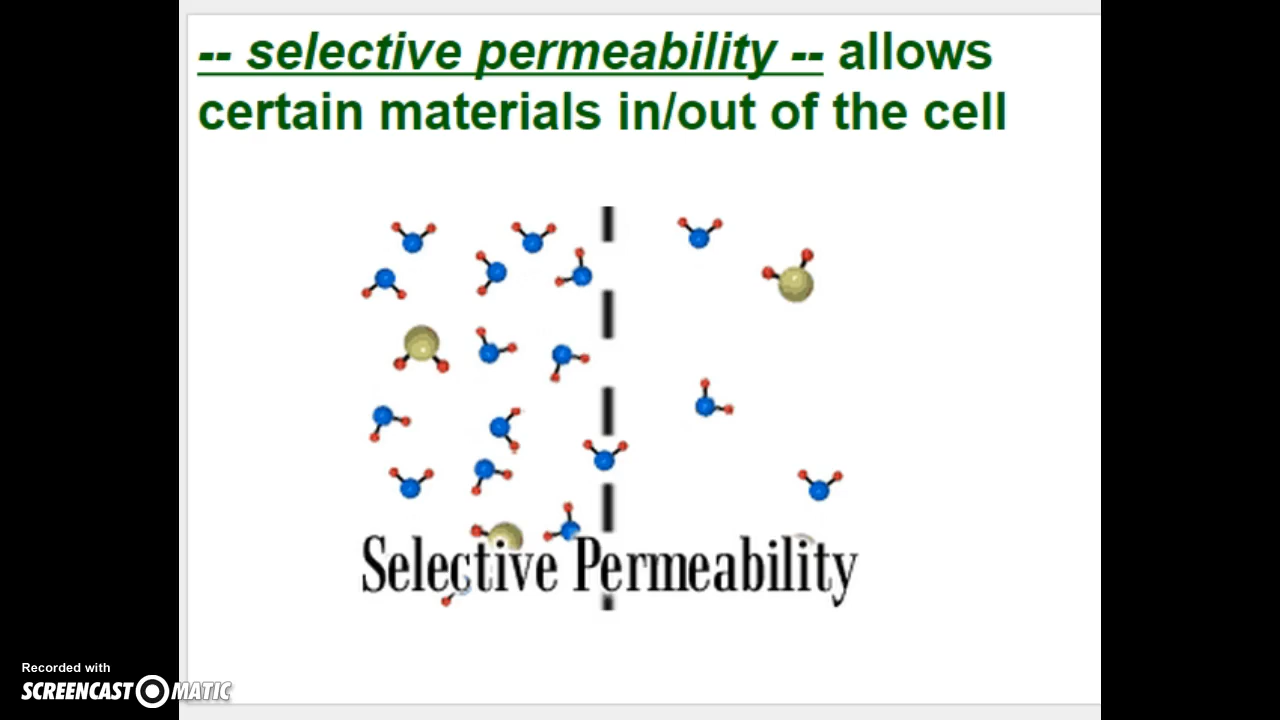 -- selective permeability -- allows
certain materials in/out of the cell
Selective Permeability
Recorded with
SCREENCAST-O-MATIC